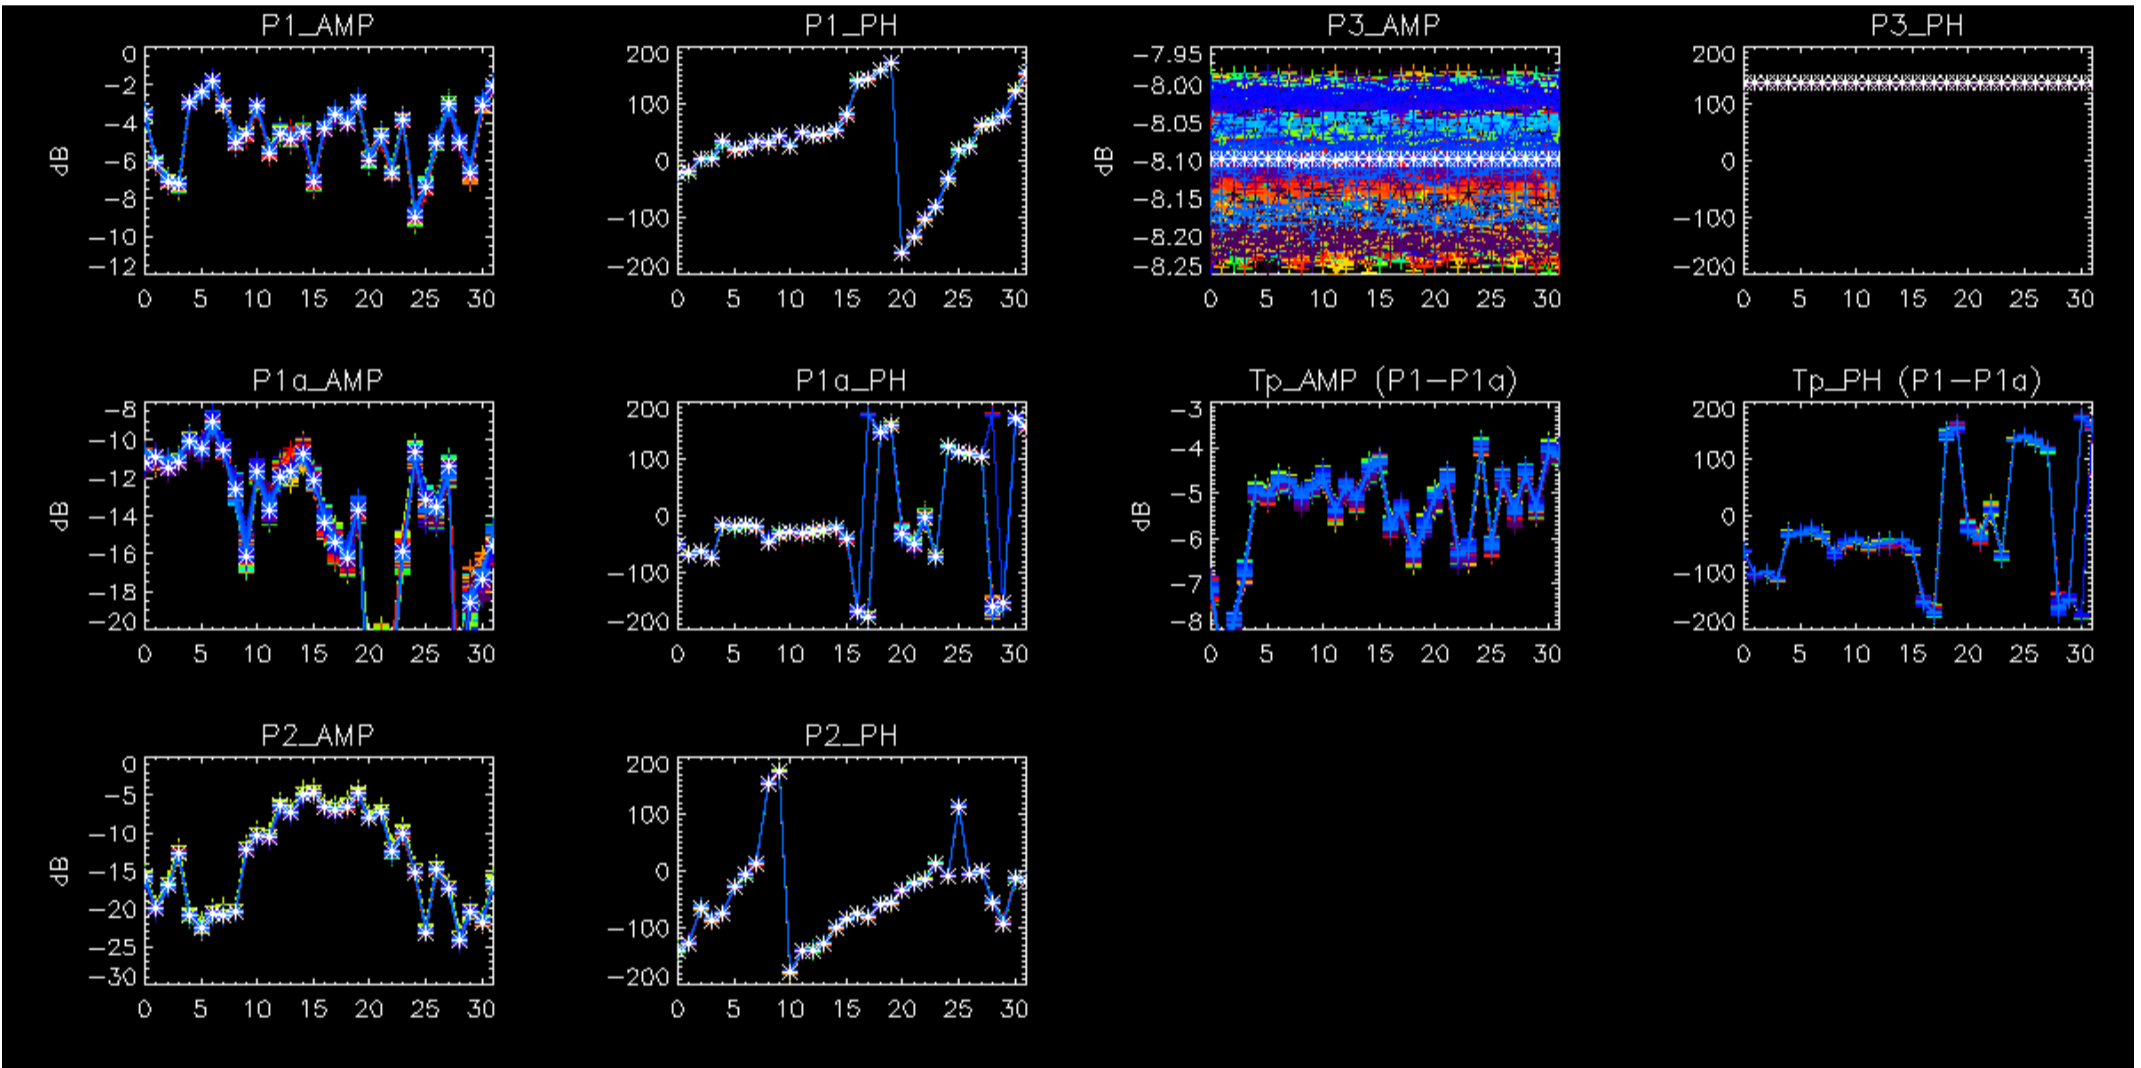 P1_AMP P1_PH P3_AMP P3_PH
0 200 -7.95 200
-2 100 -8.00 100
-4 0 -8.05 0
-6 -100 -8.10 -100
-8 -200 -8.15 -200
-10 -8.20
-12 -8.25
dB dB
0 5 10 15 20 25 30 0 5 10 15 20 25 30 0 5 10 15 20 25 30 0 5 10 15 20 25 30
P1a_AMP P1a_PH Tp_AMP (P1-P1a) Tp_PH (P1-P1a)
-8 200 -3 200
-10 100 -4 100
-12 0 -5 0
-14 -100 -6 -100
-16 -200 -7 -200
-18 -8
-20
dB dB
0 5 10 15 20 25 30 0 5 10 15 20 25 30 0 5 10 15 20 25 30 0 5 10 15 20 25 30
P2_AMP P2_PH
0 200
-5 100
-10 0
-15 -100
-20 -200
-25
-30
dB
0 5 10 15 20 25 30 0 5 10 15 20 25 30